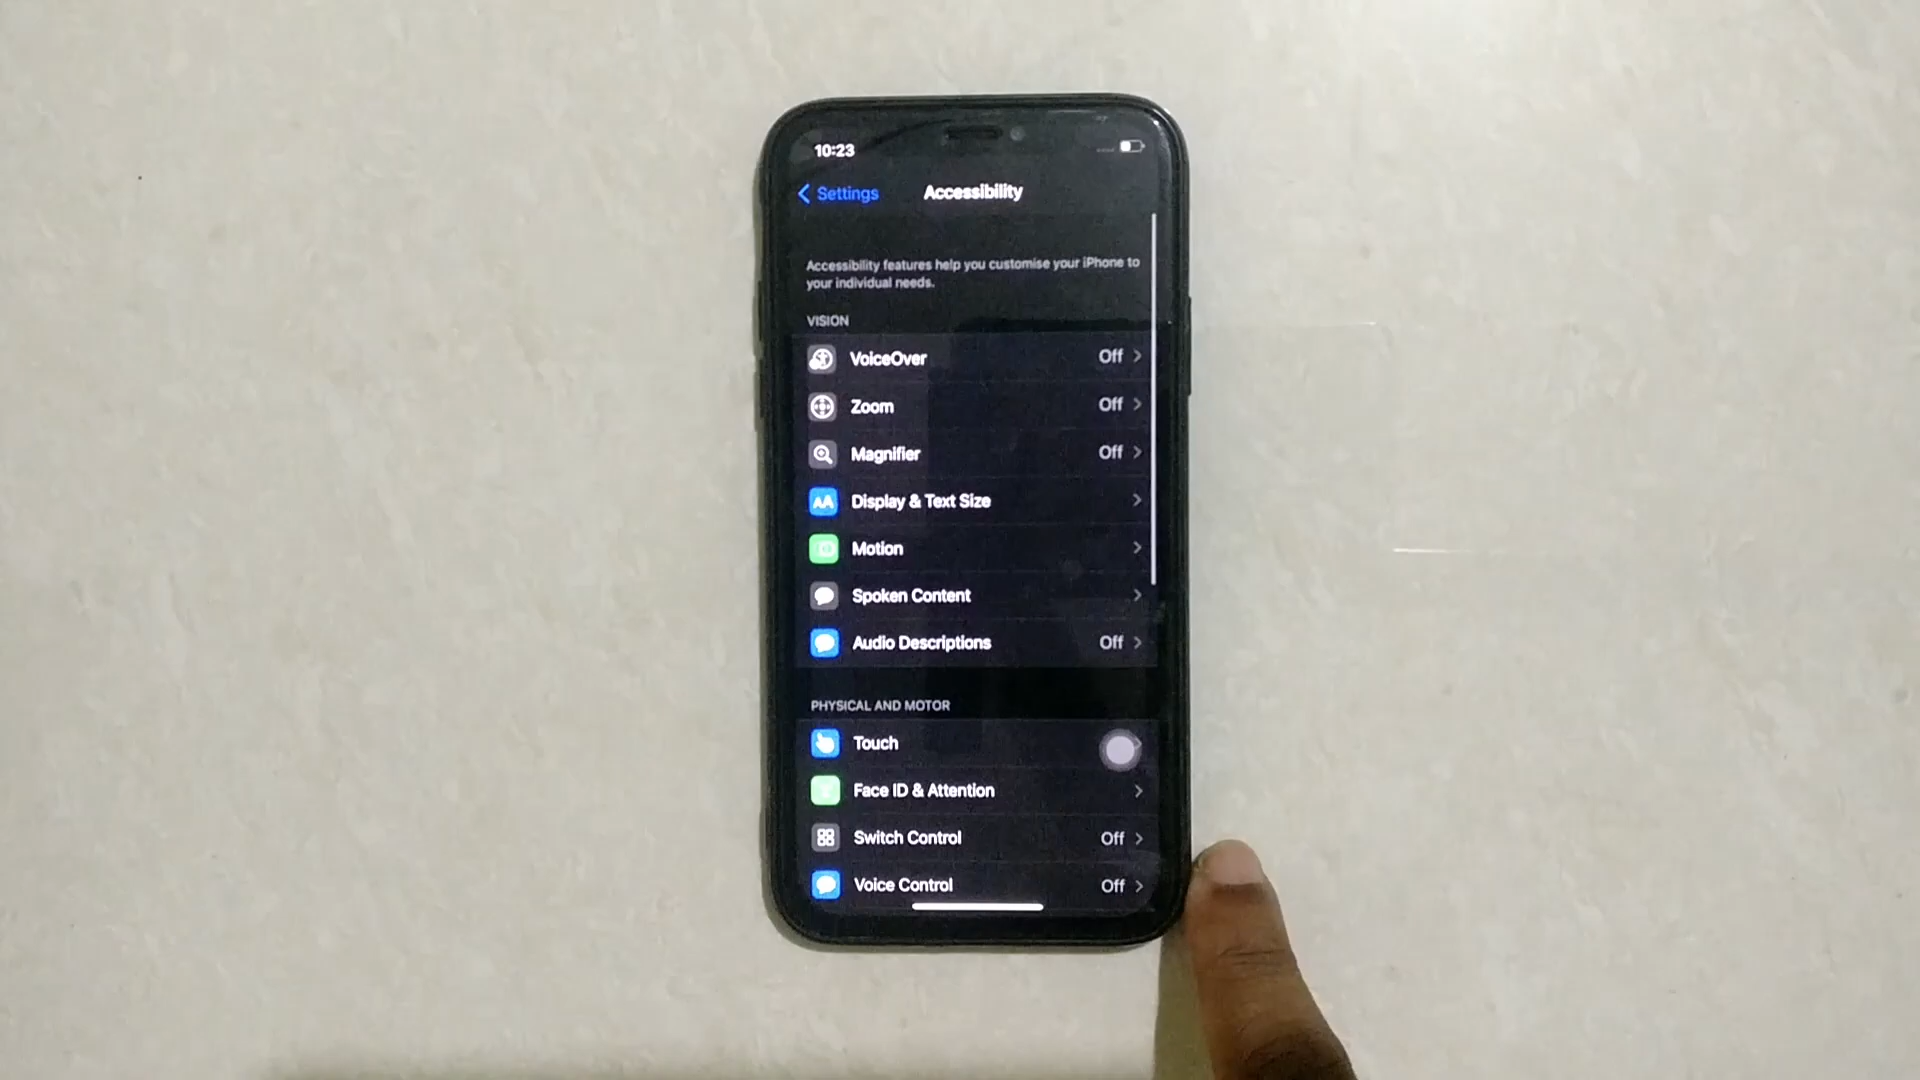 10:23
Settings
Accessibility
Accessibility features help you customise your iPhone to
your individual needs.
VISION
VoiceOver Off
Zoom Off
Magnifier Off
AA Display & Text Size
Motion
Spoken Content
Audio Descriptions Off
PHYSICAL AND MOTOR
Touch
Face ID & Attention
Switch Control Off
Voice Control Off